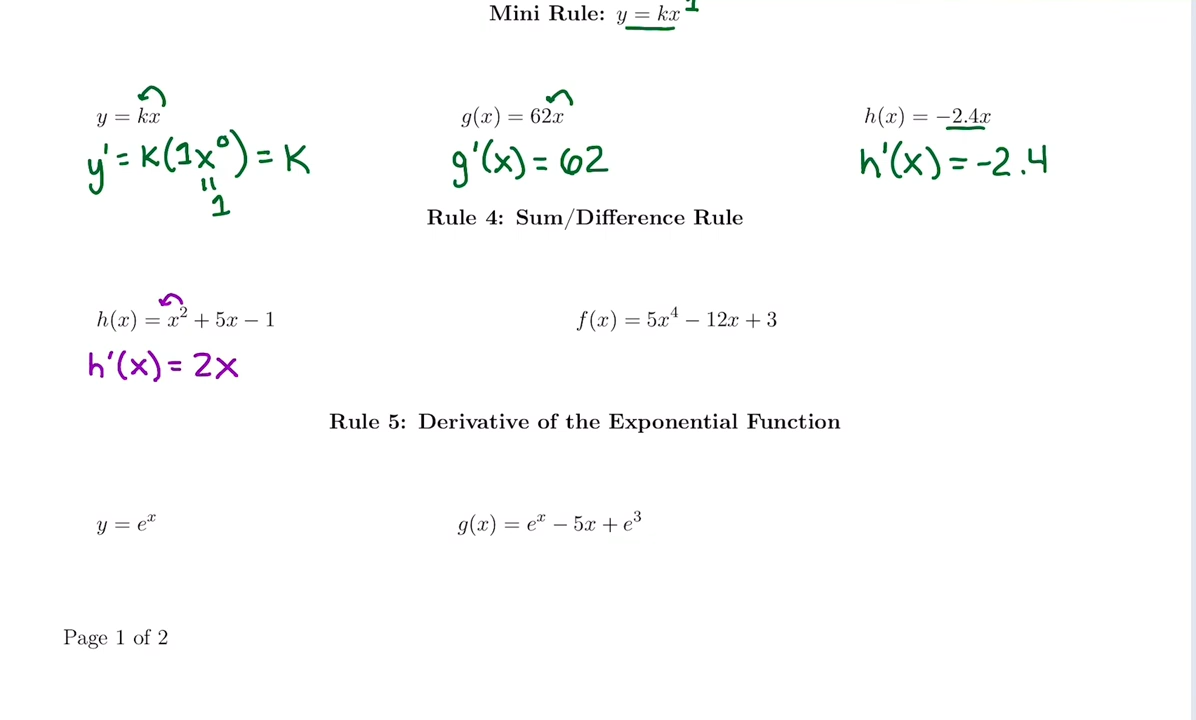 Mini Rule: y = kx¹
y = kx
g(x) = 62x
h(x) = −2.4x
y' = K(1x⁰) = K
g'(x) = 62
h'(x) = -2.4
"
1
Rule 4: Sum/Difference Rule
h(x) = x² + 5x − 1
f(x) = 5x⁴ − 12x + 3
h'(x) = 2x
Rule 5: Derivative of the Exponential Function
y = eˣ
g(x) = eˣ − 5x + e³
Page 1 of 2